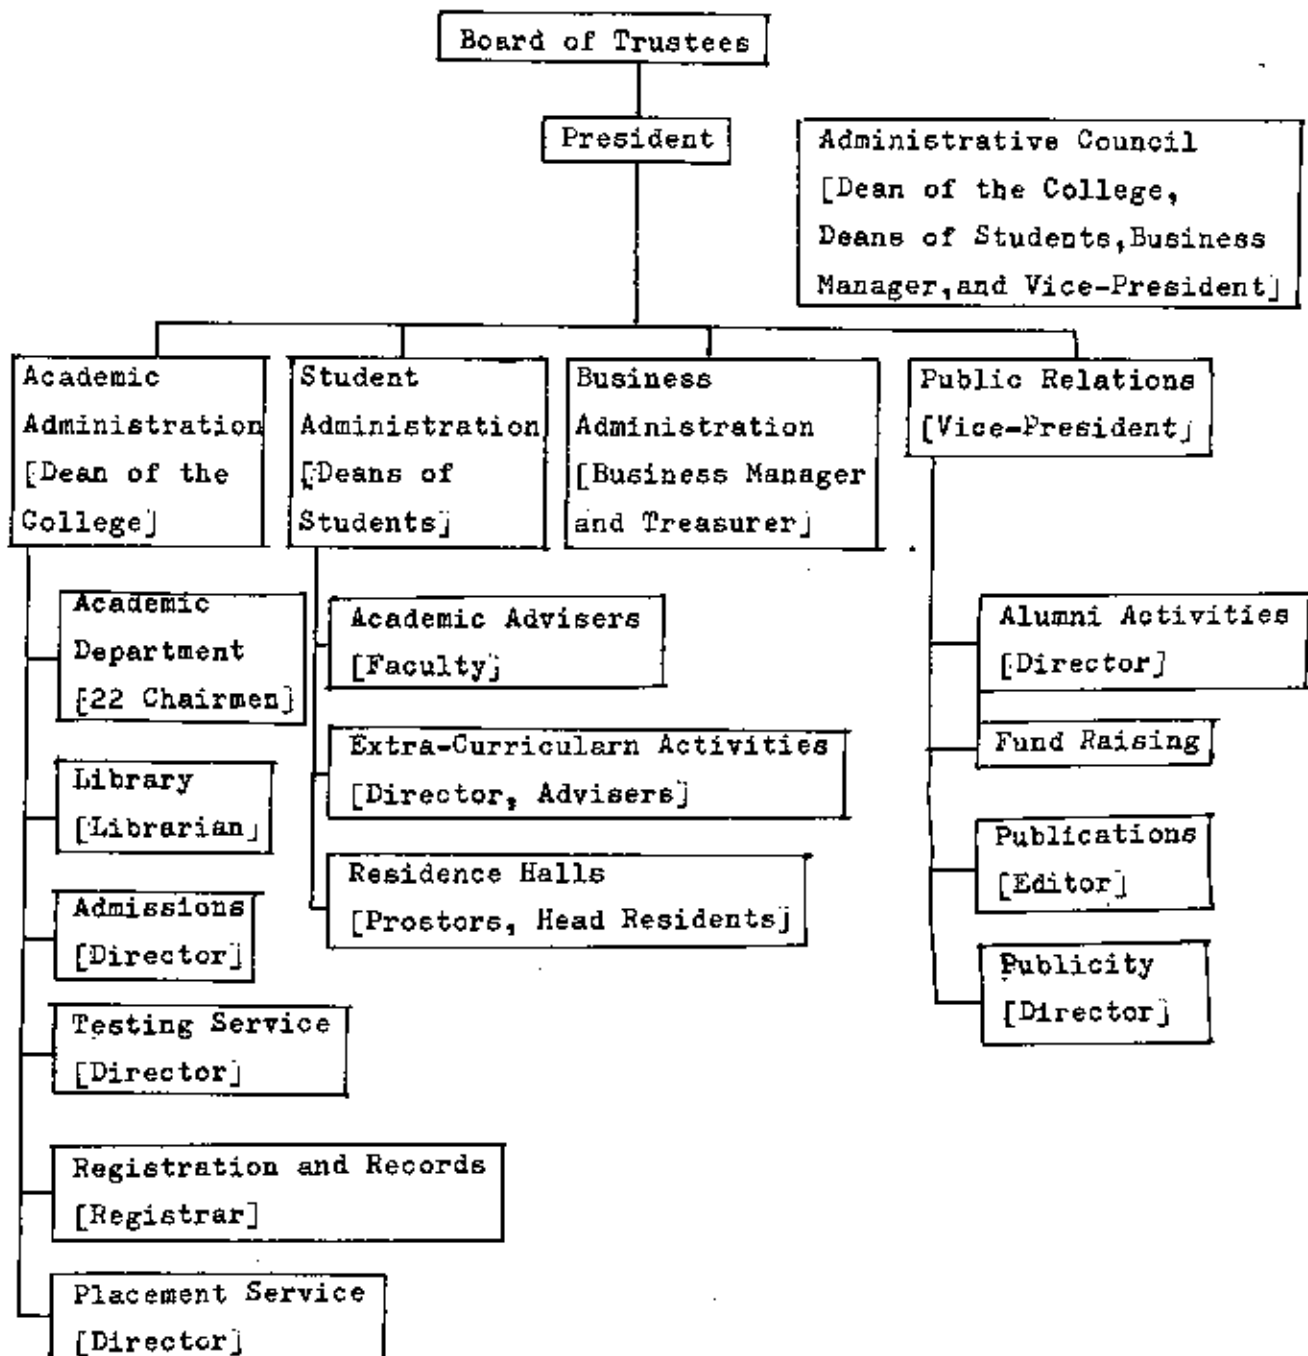 Board of Trustees
President
Administrative Council
[Dean of the College,
Deans of Students,Business
Manager,and Vice-President]
Academic
Administration
[Dean of the
College]
Student
Administration
[Deans of
Students]
Business
Administration
[Business Manager
and Treasurer]
Public Relations
[Vice-President]
Academic
Department
[22 Chairmen]
Library
[Librarian]
Admissions
[Director]
Testing Service
[Director]
Registration and Records
[Registrar]
Placement Service
[Director]
Academic Advisers
[Faculty]
Extra-Curricularn Activities
[Director, Advisers]
Residence Halls
[Prostors, Head Residents]
Alumni Activities
[Director]
Fund Raising
Publications
[Editor]
Publicity
[Director]